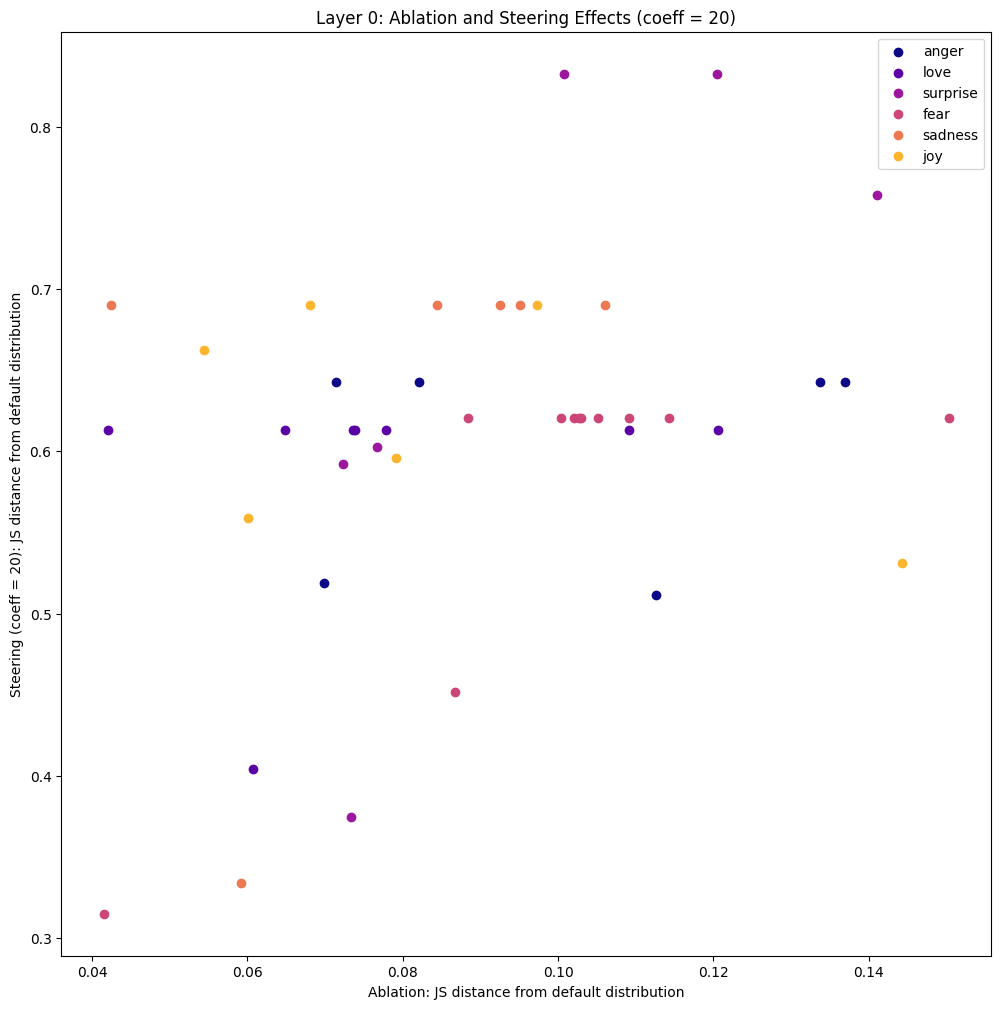 Layer 0: Ablation and Steering Effects (coeff = 20)
anger
love
surprise
fear
sadness
joy
Steering (coeff = 20): JS distance from default distribution
0.8
0.7
0.6
0.5
0.4
0.3
0.04 0.06 0.08 0.10 0.12 0.14
Ablation: JS distance from default distribution